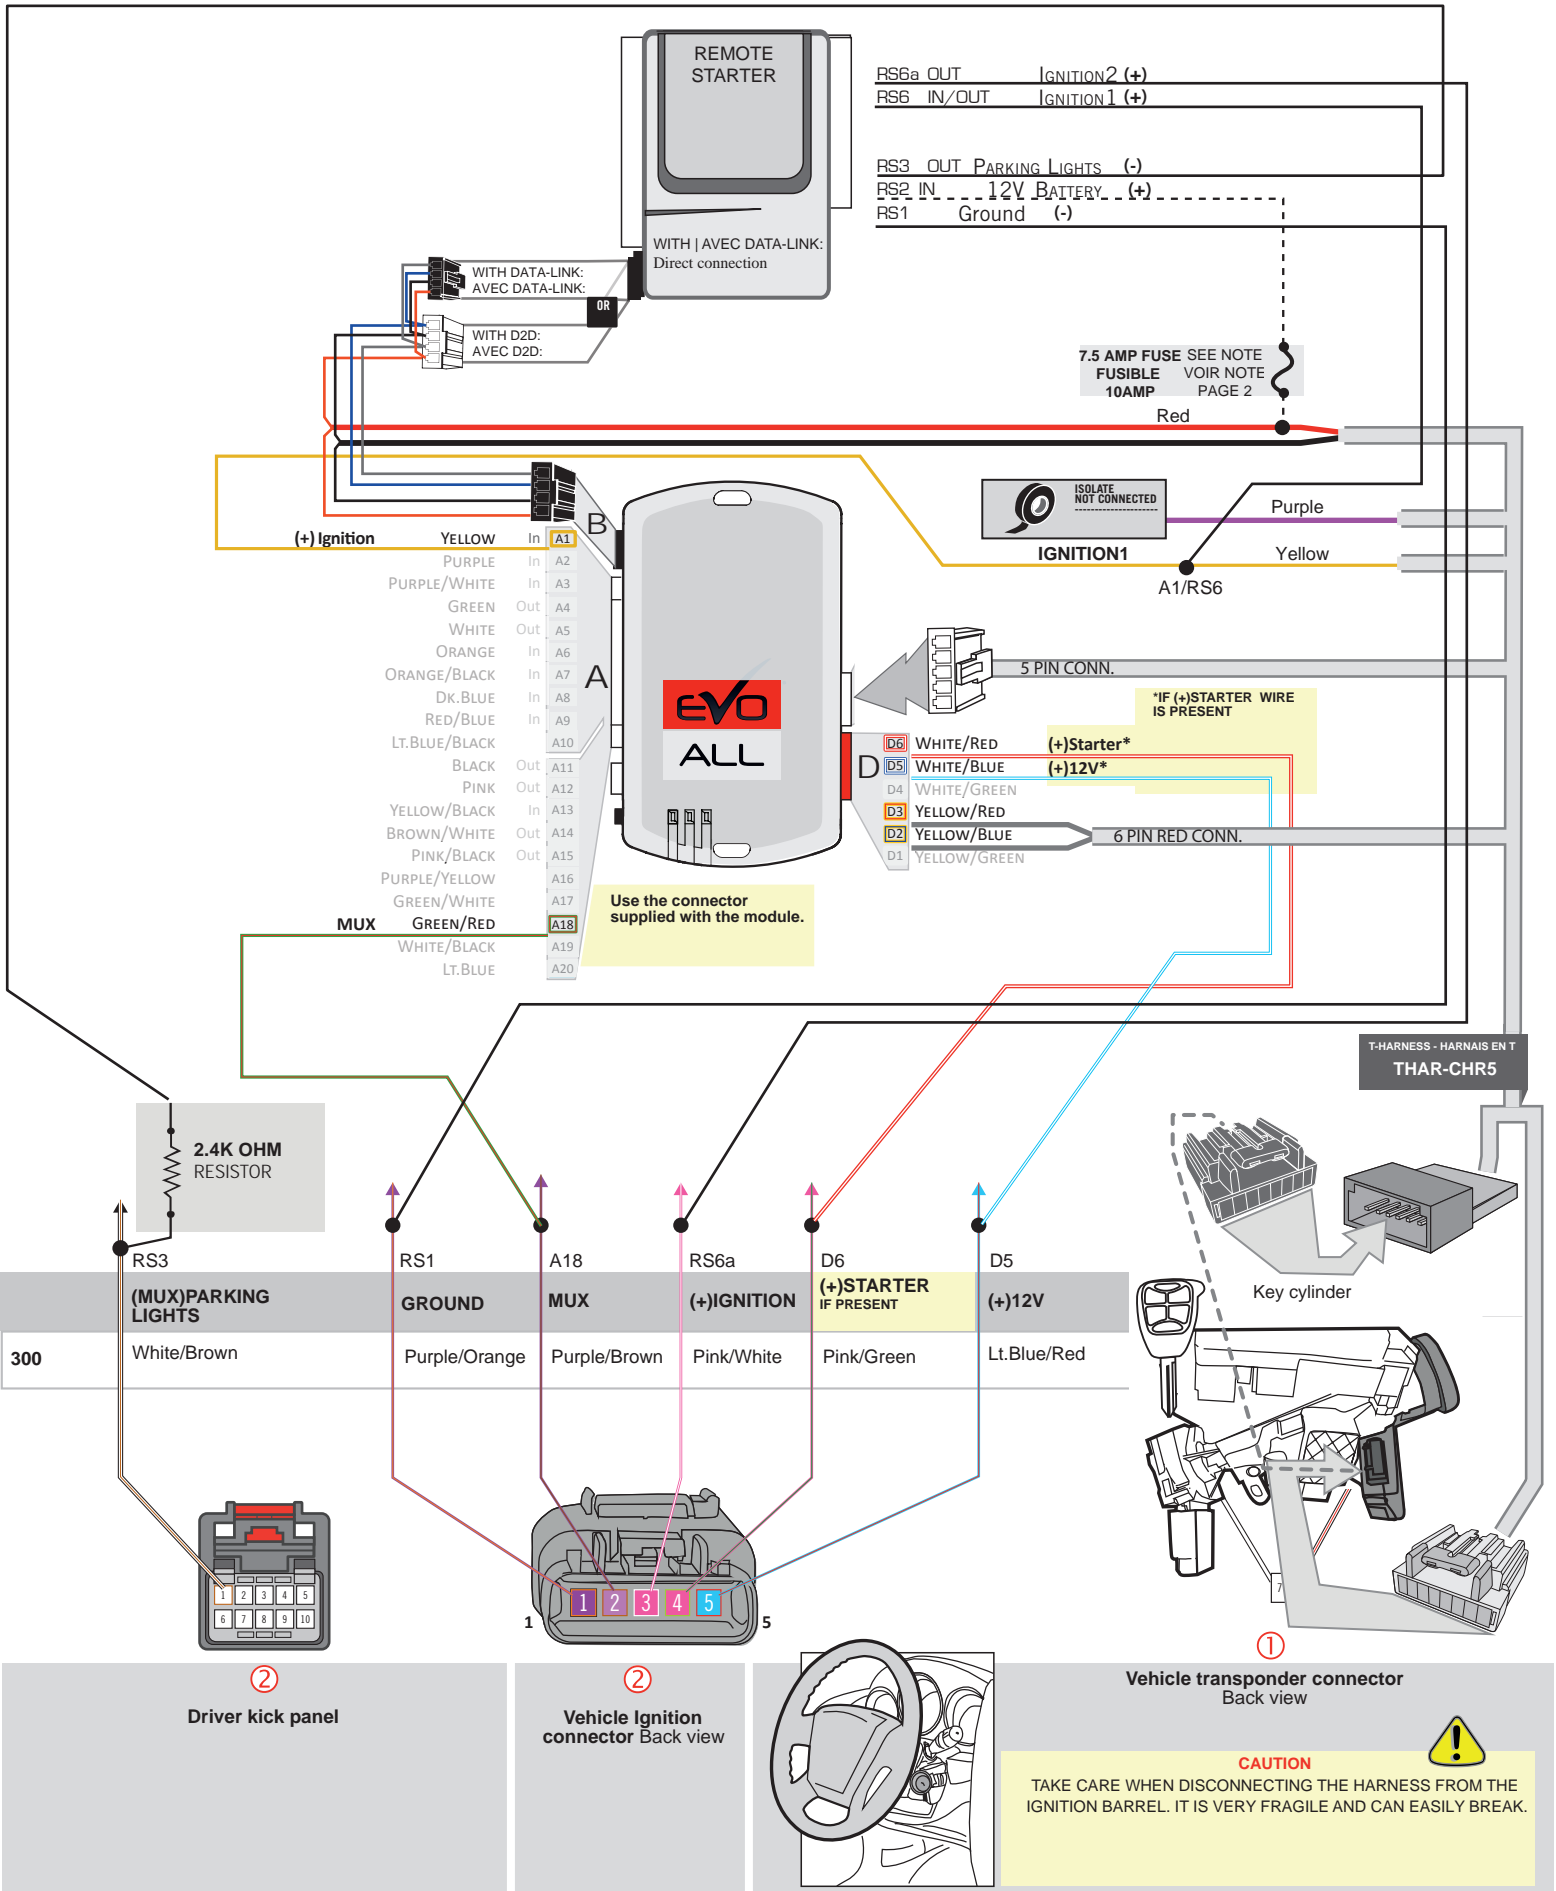 REMOTE
STARTER
RS6a OUT IGNITION2 (+)
RS6 IN/OUT IGNITION1 (+)
RS3 OUT PARKING LIGHTS (-)
RS2 IN 12V BATTERY (+)
RS1 Ground (-)
WITH | AVEC DATA-LINK:
Direct connection
WITH DATA-LINK:
AVEC DATA-LINK:
OR
WITH D2D:
AVEC D2D:
7.5 AMP FUSE SEE NOTE
FUSIBLE VOIR NOTE
10AMP PAGE 2
Red
ISOLATE
NOT CONNECTED
Purple
IGNITION1
Yellow
A1/RS6
B
(+) Ignition YELLOW In A1
PURPLE In A2
PURPLE/WHITE In A3
GREEN Out A4
WHITE Out A5
ORANGE In A6
ORANGE/BLACK In A7
DK.BLUE In A8
RED/BLUE In A9
LT.BLUE/BLACK A10
BLACK Out A11
PINK Out A12
YELLOW/BLACK In A13
BROWN/WHITE Out A14
PINK/BLACK Out A15
PURPLE/YELLOW A16
GREEN/WHITE A17
MUX GREEN/RED A18
WHITE/BLACK A19
LT.BLUE A20
A
EVO
ALL
5 PIN CONN.
*IF (+)STARTER WIRE
IS PRESENT
D
D6 WHITE/RED (+)Starter*
D5 WHITE/BLUE (+)12V*
D4 WHITE/GREEN
D3 YELLOW/RED
D2 YELLOW/BLUE
D1 YELLOW/GREEN
6 PIN RED CONN.
Use the connector
supplied with the module.
T-HARNESS - HARNAIS EN T
THAR-CHR5
2.4K OHM
RESISTOR
RS3 RS1 A18 RS6a D6 D5
(MUX)PARKING
LIGHTS
GROUND
MUX
(+)IGNITION
(+)STARTER
IF PRESENT
(+)12V
300 White/Brown Purple/Orange Purple/Brown Pink/White Pink/Green Lt.Blue/Red
Key cylinder
1 2 3 4 5
6 7 8 9 10
1 2 3 4 5
1 5
7
②
Driver kick panel
②
Vehicle Ignition
connector Back view
①
Vehicle transponder connector
Back view
CAUTION
TAKE CARE WHEN DISCONNECTING THE HARNESS FROM THE
IGNITION BARREL. IT IS VERY FRAGILE AND CAN EASILY BREAK.